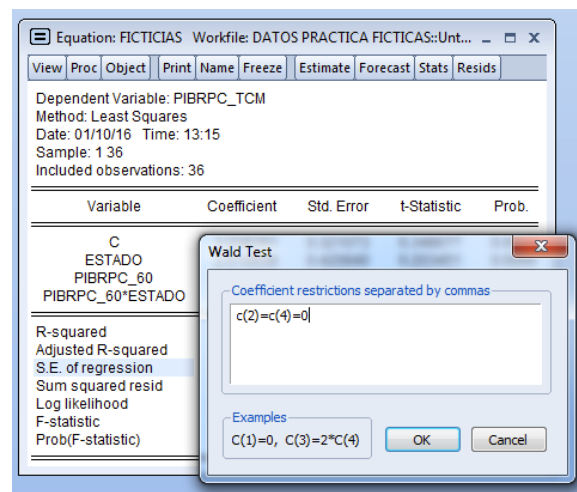 Equation: FICTICIAS Workfile: DATOS PRACTICA FICTICAS::Unt...
View Proc Object Print Name Freeze Estimate Forecast Stats Resids
Dependent Variable: PIBRPC_TCM
Method: Least Squares
Date: 01/10/16 Time: 13:15
Sample: 1 36
Included observations: 36
Variable Coefficient Std. Error t-Statistic Prob.
C
ESTADO
PIBRPC_60
PIBRPC_60*ESTADO
R-squared
Adjusted R-squared
S.E. of regression
Sum squared resid
Log likelihood
F-statistic
Prob(F-statistic)
Wald Test
Coefficient restrictions separated by commas
c(2)=c(4)=0
Examples
C(1)=0, C(3)=2*C(4)
OK
Cancel